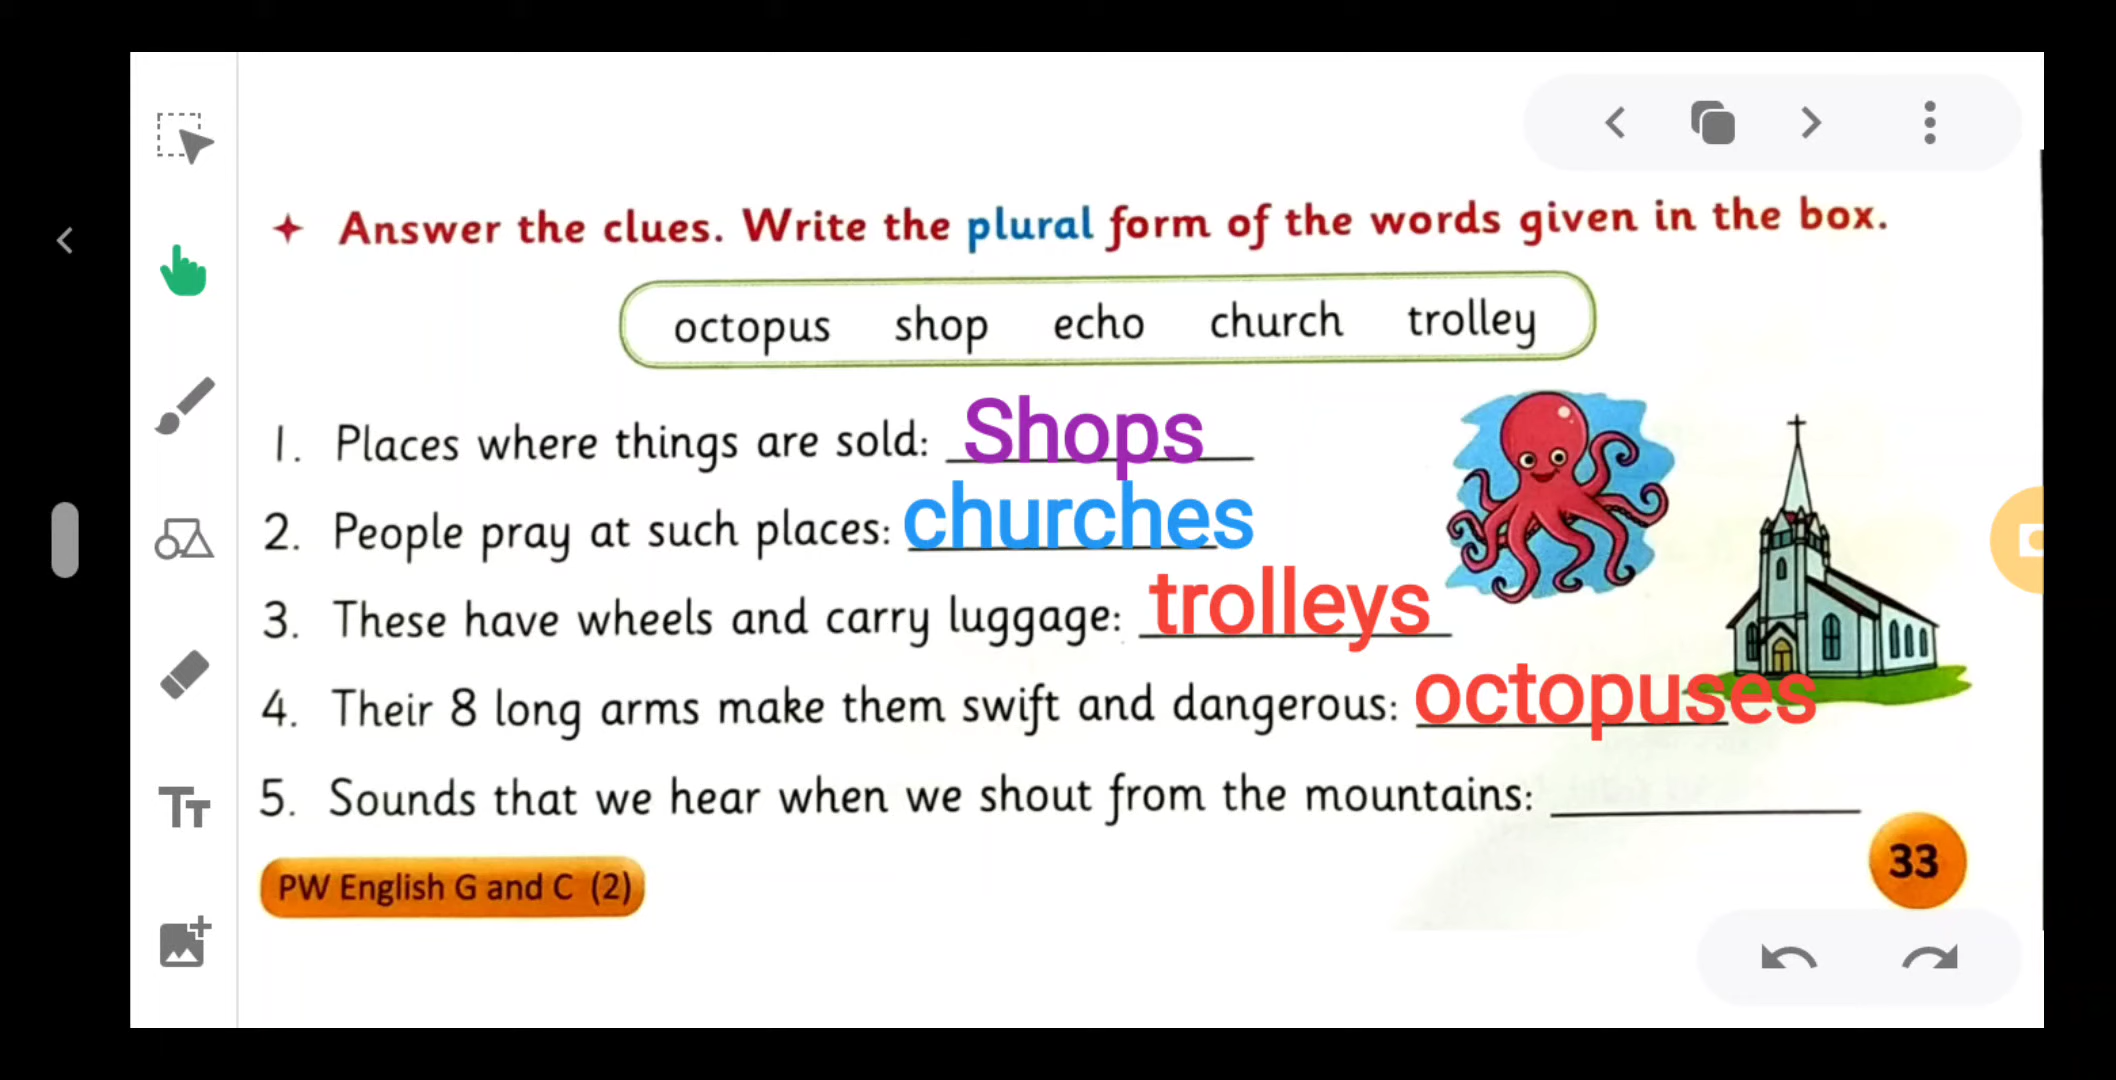 Answer the clues. Write the plural form of the words given in the box.
octopus shop echo church trolley
1. Places where things are sold: Shops
2. People pray at such places: churches
3. These have wheels and carry luggage: trolleys
4. Their 8 long arms make them swift and dangerous: octopuses
5. Sounds that we hear when we shout from the mountains:
PW English G and C (2)
33
TT